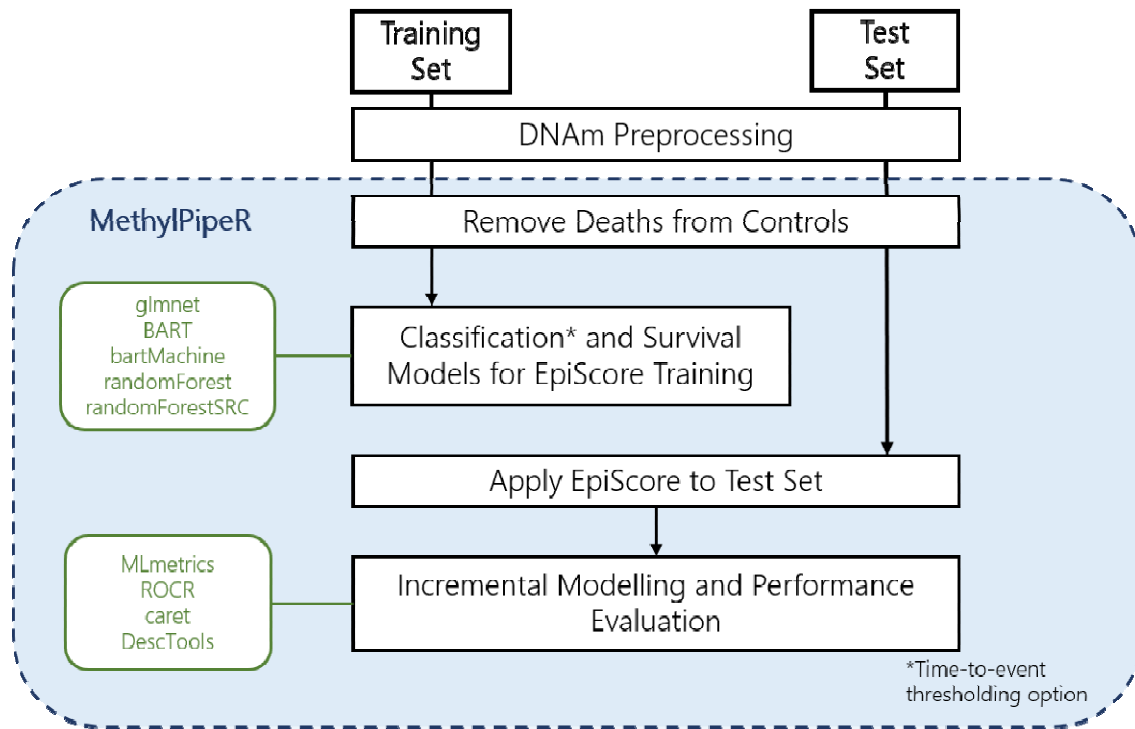 Training
Set
Test
Set
DNAm Preprocessing
MethylPipeR
Remove Deaths from Controls
glmnet
BART
bartMachine
randomForest
randomForestSRC
Classification* and Survival
Models for EpiScore Training
Apply EpiScore to Test Set
MLmetrics
ROCR
caret
DescTools
Incremental Modelling and Performance
Evaluation
*Time-to-event
thresholding option